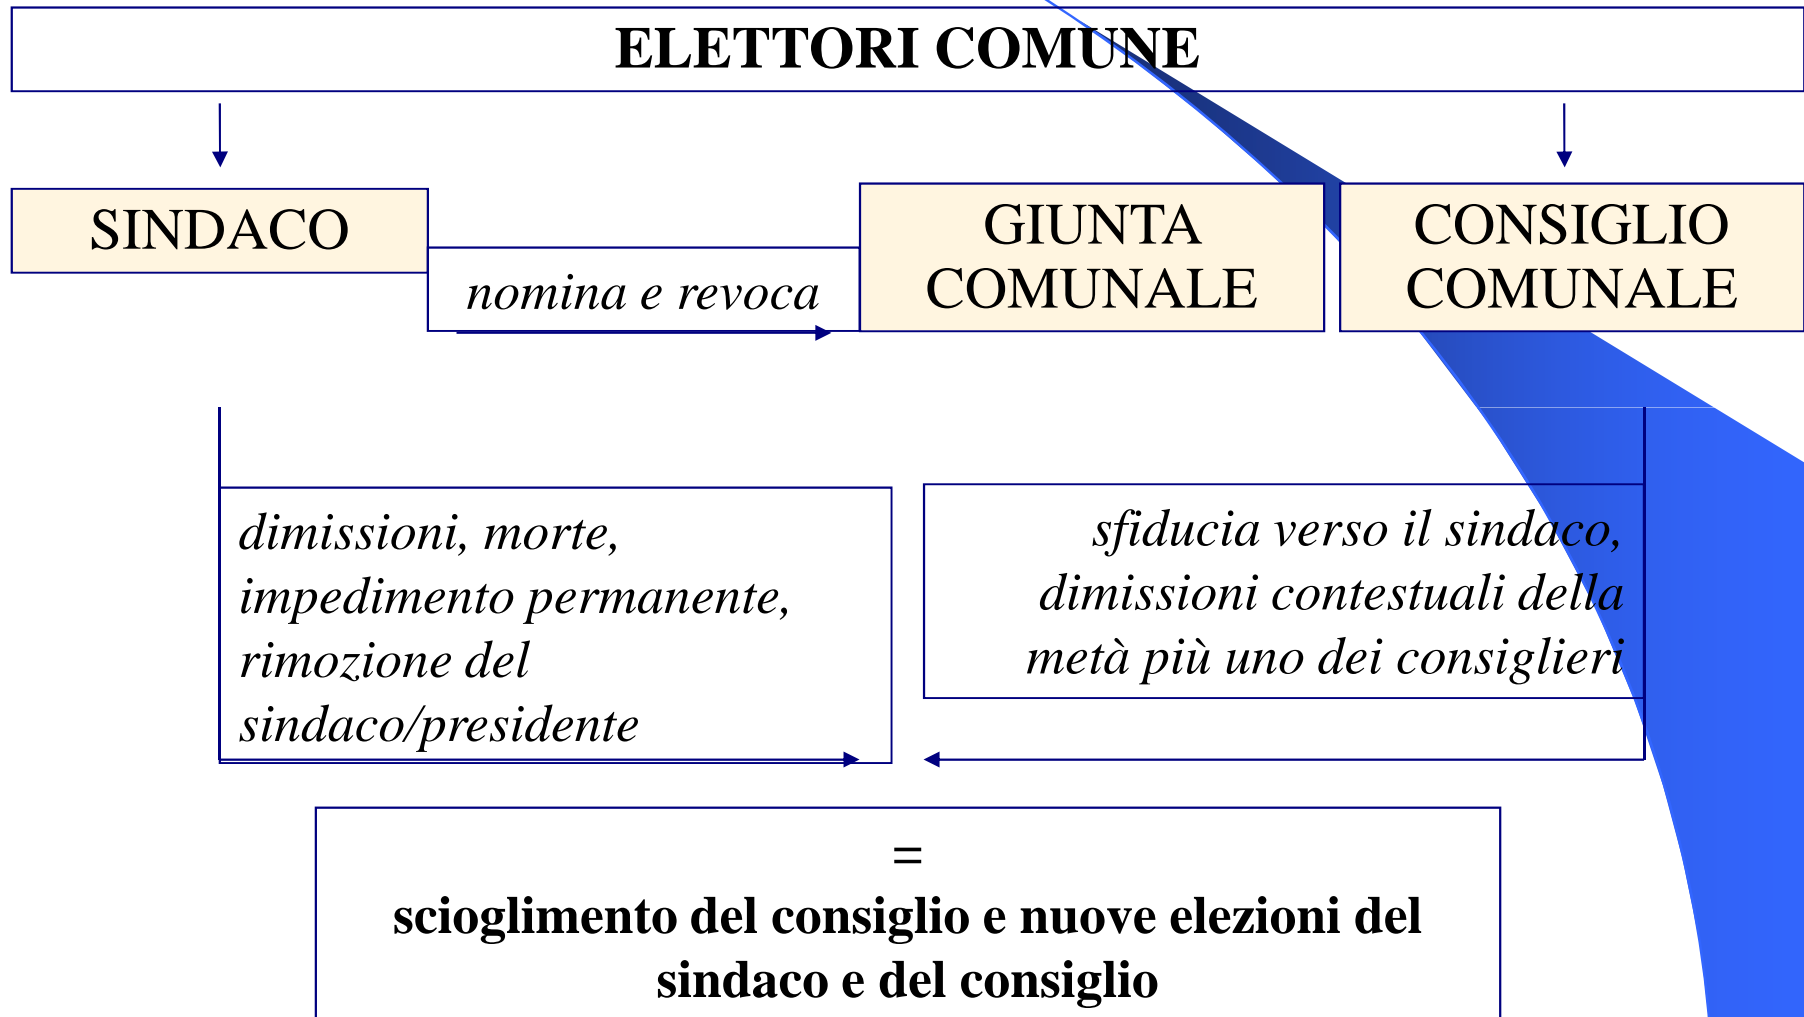 ELETTORI COMUNE
SINDACO
nomina e revoca
GIUNTA
COMUNALE
CONSIGLIO
COMUNALE
dimissioni, morte,
impedimento permanente,
rimozione del
sindaco/presidente
sfiducia verso il sindaco,
dimissioni contestuali della
metà più uno dei consiglieri
=
scioglimento del consiglio e nuove elezioni del
sindaco e del consiglio